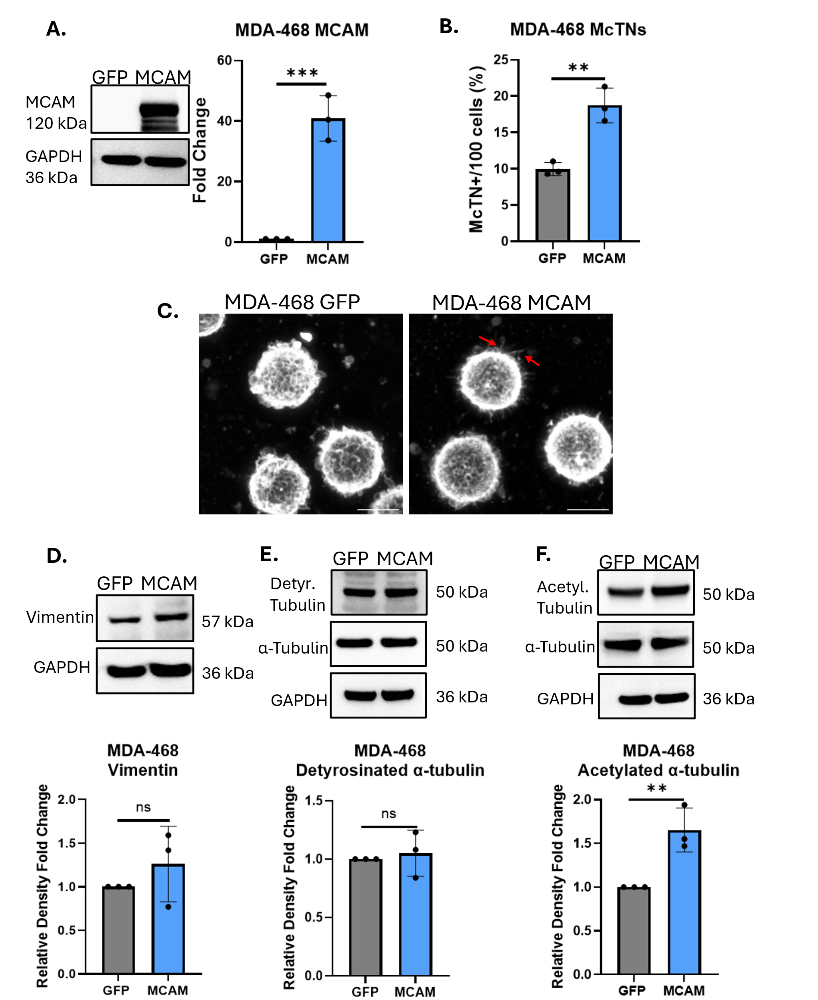 A.
MDA-468 MCAM
GFP MCAM
MCAM
120 kDa
GAPDH
36 kDa
Fold Change
60
40
20
0
***
GFP MCAM
B.
MDA-468 McTNs
McTN+/100 cells (%)
25
20
15
10
5
0
**
GFP MCAM
C.
MDA-468 GFP
MDA-468 MCAM
D.
GFP MCAM
Vimentin
57 kDa
GAPDH
36 kDa
MDA-468
Vimentin
Relative Density Fold Change
2.0
1.5
1.0
0.5
0.0
ns
GFP MCAM
E.
GFP MCAM
Detyr.
Tubulin
50 kDa
α-Tubulin
50 kDa
GAPDH
36 kDa
MDA-468
Detyrosinated α-tubulin
Relative Density Fold Change
1.5
1.0
0.5
0.0
ns
GFP MCAM
F.
GFP MCAM
Acetyl.
Tubulin
50 kDa
α-Tubulin
50 kDa
GAPDH
36 kDa
MDA-468
Acetylated α-tubulin
Relative Density Fold Change
2.0
1.5
1.0
0.5
0.0
**
GFP MCAM